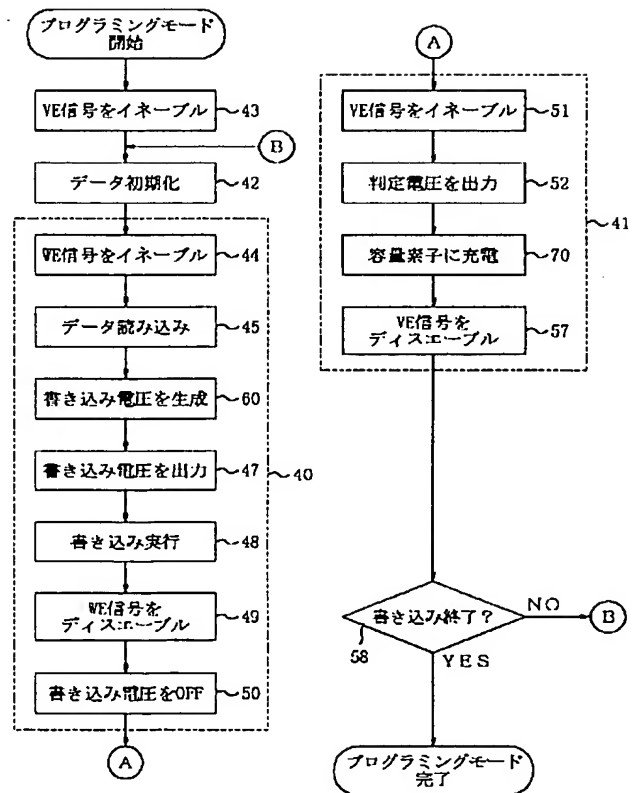 プログラミングモード
開始
VE信号をイネーブル
43
B
データ初期化
42
WE信号をイネーブル
44
データ読み込み
45
書き込み電圧を生成
60
書き込み電圧を出力
47
40
書き込み実行
48
WE信号を
ディスエーブル
49
書き込み電圧をOFF
50
A
A
VE信号をイネーブル
51
判定電圧を出力
52
41
容量素子に充電
70
VE信号を
ディスエーブル
57
書き込み終了?
NO
B
58
YES
プログラミングモード
完了